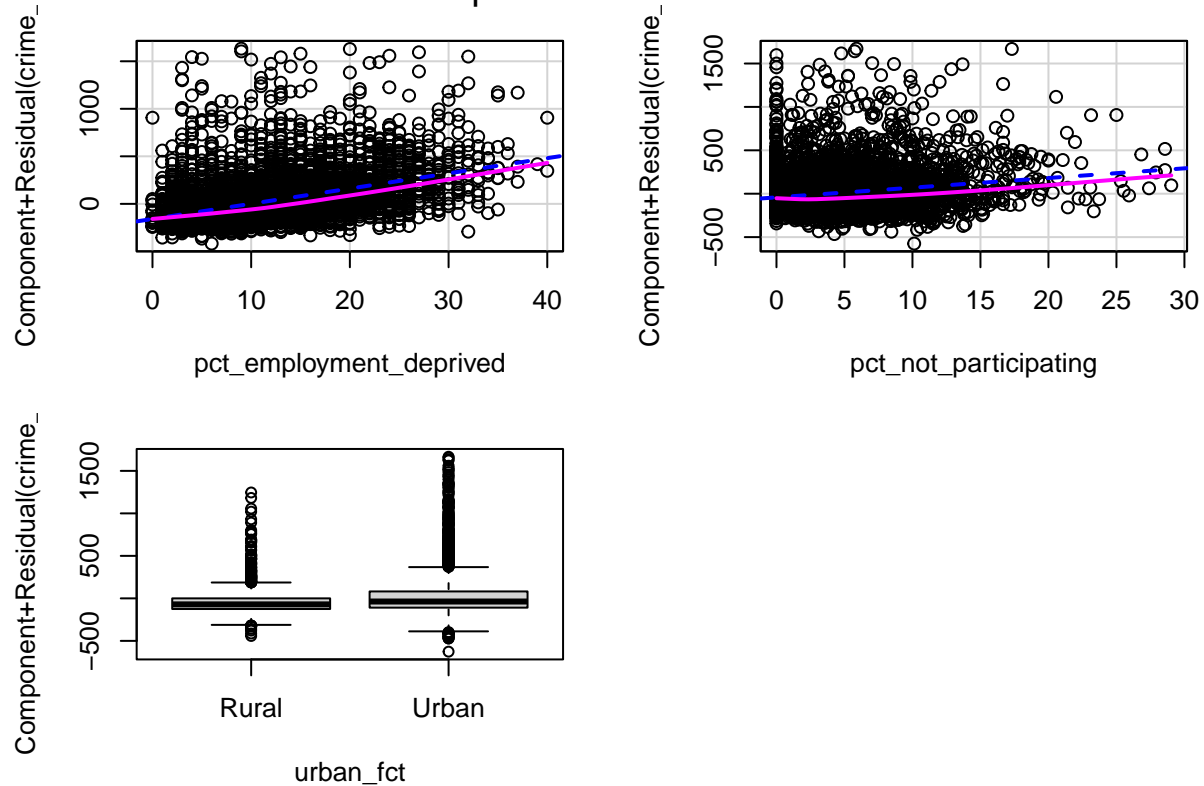 Component+Residual(crime_
1000
0
0 10 20 30 40
pct_employment_deprived
Component+Residual(crime_
1500
500
−500
0 5 10 15 20 25 30
pct_not_participating
Component+Residual(crime_
1500
500
−500
Rural Urban
urban_fct